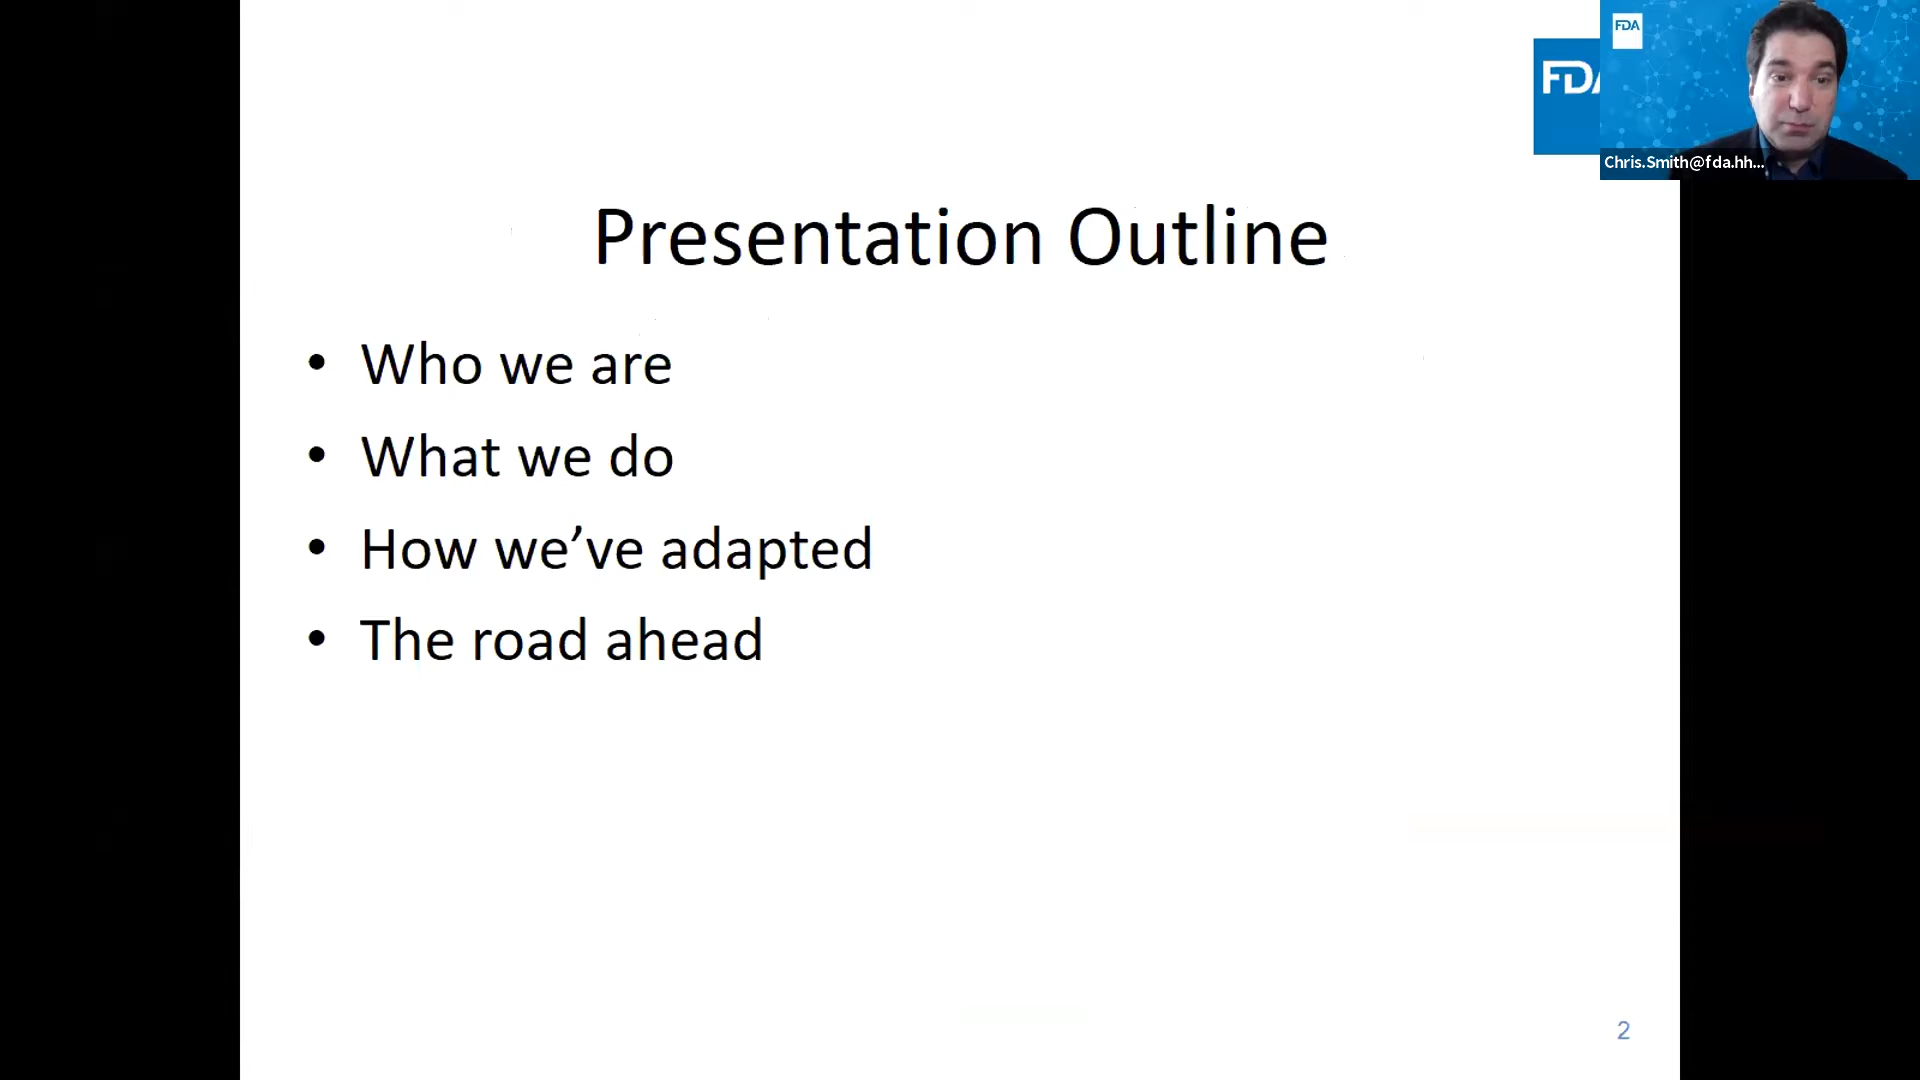 FDA
FDA
Chris.Smith@fda.hh...
Presentation Outline
• Who we are
• What we do
• How we’ve adapted
• The road ahead
2